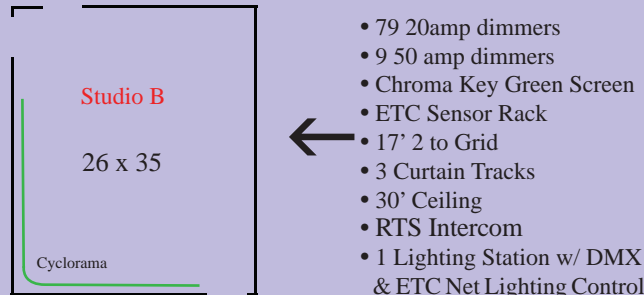 Studio B
26 x 35
Cyclorama
• 79 20amp dimmers
• 9 50 amp dimmers
• Chroma Key Green Screen
• ETC Sensor Rack
• 17’ 2 to Grid
• 3 Curtain Tracks
• 30’ Ceiling
• RTS Intercom
• 1 Lighting Station w/ DMX
& ETC Net Lighting Control